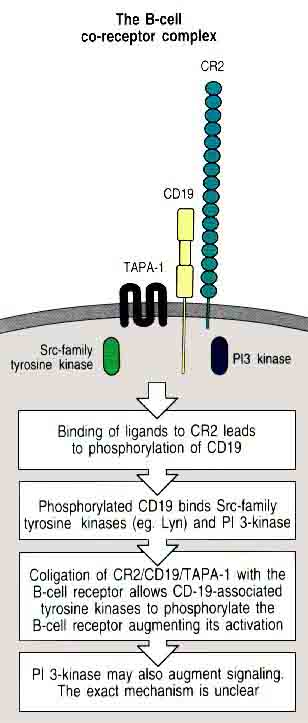 The B-cell
co-receptor complex
CR2
CD19
TAPA-1
Src-family
tyrosine kinase
PI3 kinase
Binding of ligands to CR2 leads
to phosphorylation of CD19
Phosphorylated CD19 binds Src-family
tyrosine kinases (eg. Lyn) and PI 3-kinase
Coligation of CR2/CD19/TAPA-1 with the
B-cell receptor allows CD-19-associated
tyrosine kinases to phosphorylate the
B-cell receptor augmenting its activation
PI 3-kinase may also augment signaling.
The exact mechanism is unclear